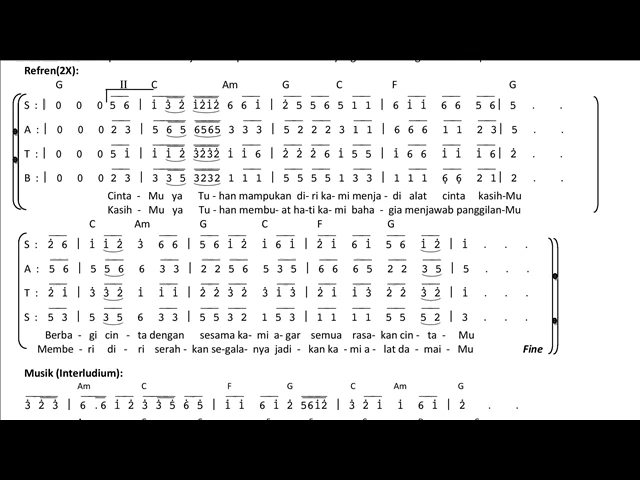 Refren(2X):
G II C Am G C F G
S : | 0 0 0 5 6 | i 3 2 i2i2 6 6 i | 2 5 5 6 5 1 1 | 6 i i 6 6 5 6 | 5 . .
A : | 0 0 0 2 3 | 5 6 5 6565 3 3 3 | 5 2 2 2 3 1 1 | 6 6 6 1 1 2 3 | 5 . .
T : | 0 0 0 5 i | i i 2 3232 i i 6 | 2 2 2 6 i 5 5 | i 6 6 i i i 6 | 2 . .
B : | 0 0 0 2 3 | 3 3 5 3232 1 1 1 | 5 5 5 5 1 3 3 | 1 1 1 6 6 2 1 | 2 . .
Cinta - Mu ya Tu- han mampukan di- ri ka- mi menja - di alat cinta kasih-Mu
Kasih - Mu ya Tu- han membu- at hati ka- mi baha - gia menjawab panggilan-Mu
C Am G C F G
S : | 2 6 | i i 2 3 6 6 | 5 6 i 2 i 6 i | 2 6 i 5 6 i 2 | i . . .
A : | 5 6 | 5 5 6 6 3 3 | 2 2 5 6 5 3 5 | 6 6 6 5 2 2 3 5 | 5 . . .
T : | 2 i | 3 3 2 i i i | 2 2 3 2 3 i 3 | 2 i i 2 2 3 2 | i . . .
S : | 5 5 | 5 3 5 6 1 1 | 5 5 3 2 1 5 3 | 1 1 1 5 5 5 2 | 3 . . .
Berba - gi cin - ta dengan sesama ka- mi a- gar semua rasa- kan cin - ta - Mu
Membe - ri di - ri serah - kan segala- nya jadi - kan ka- mi a - lat da - mai - Mu Fine
Musik (Interludium):
Am C F G C Am G
3 2 3 | 6 . 6 i 2 3 3 5 6 5 | i i 6 i 2 56i2 | 3 2 i i 6 i | 2 . .